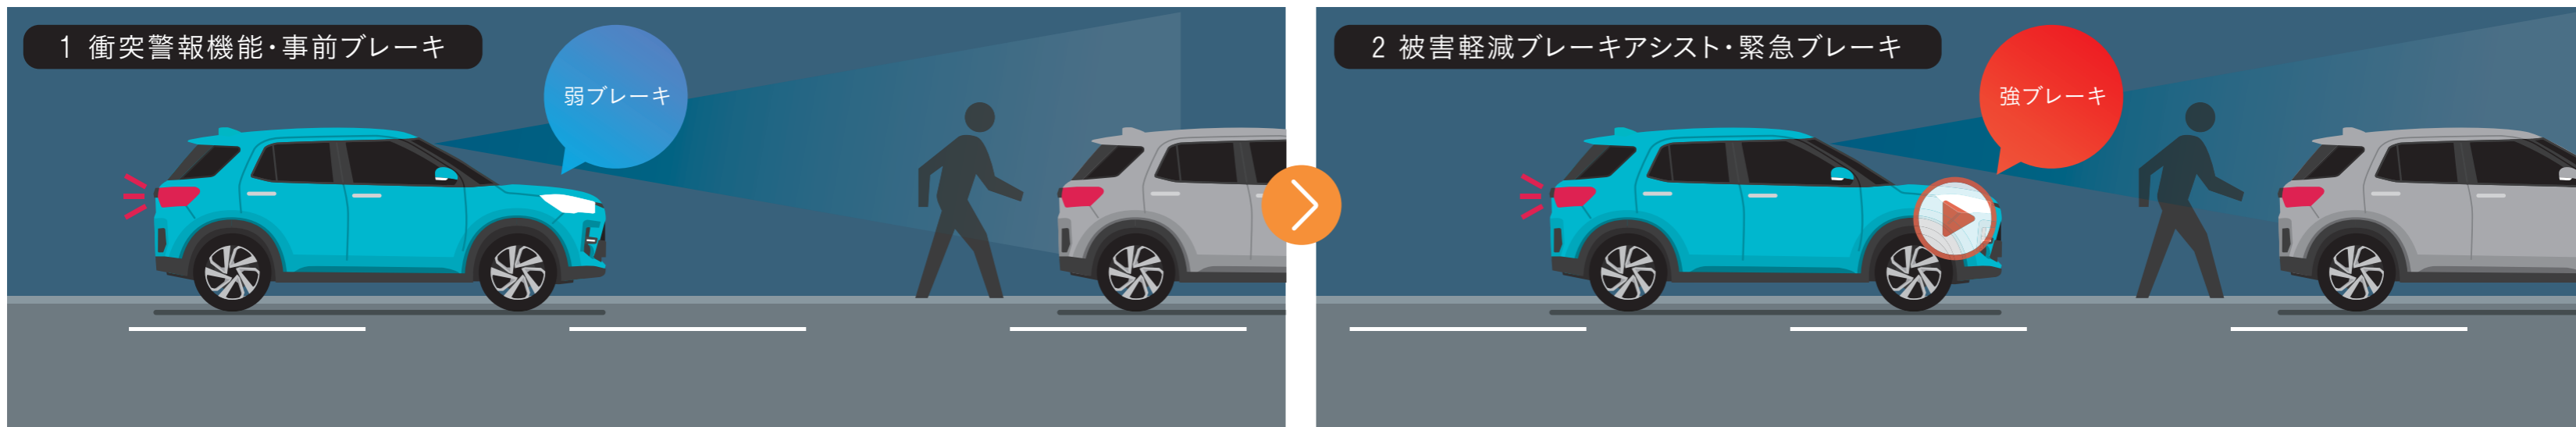 1 衝突警報機能・事前ブレーキ
弱ブレーキ
2 被害軽減ブレーキアシスト・緊急ブレーキ
強ブレーキ